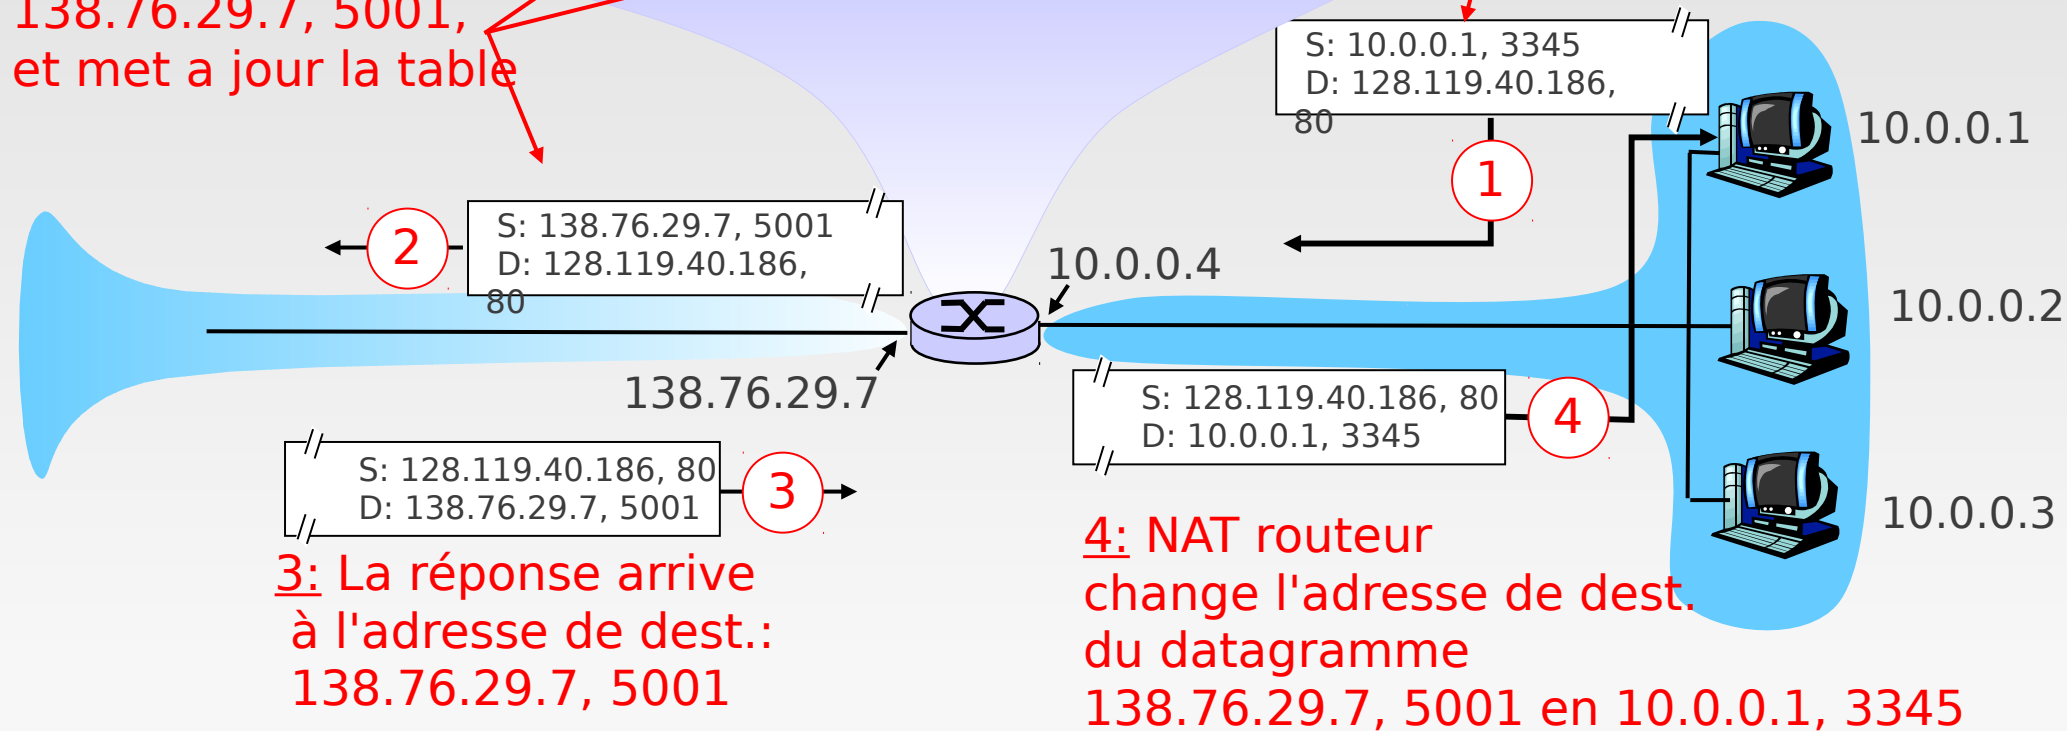 138.76.29.7, 5001,
et met a jour la table
S: 10.0.0.1, 3345
D: 128.119.40.186,
80
10.0.0.1
1
S: 138.76.29.7, 5001
D: 128.119.40.186,
80
2
10.0.0.4
10.0.0.2
138.76.29.7
S: 128.119.40.186, 80
D: 10.0.0.1, 3345
4
S: 128.119.40.186, 80
D: 138.76.29.7, 5001
3
10.0.0.3
3: La réponse arrive
à l'adresse de dest.:
138.76.29.7, 5001
4: NAT routeur
change l'adresse de dest.
du datagramme
138.76.29.7, 5001 en 10.0.0.1, 3345